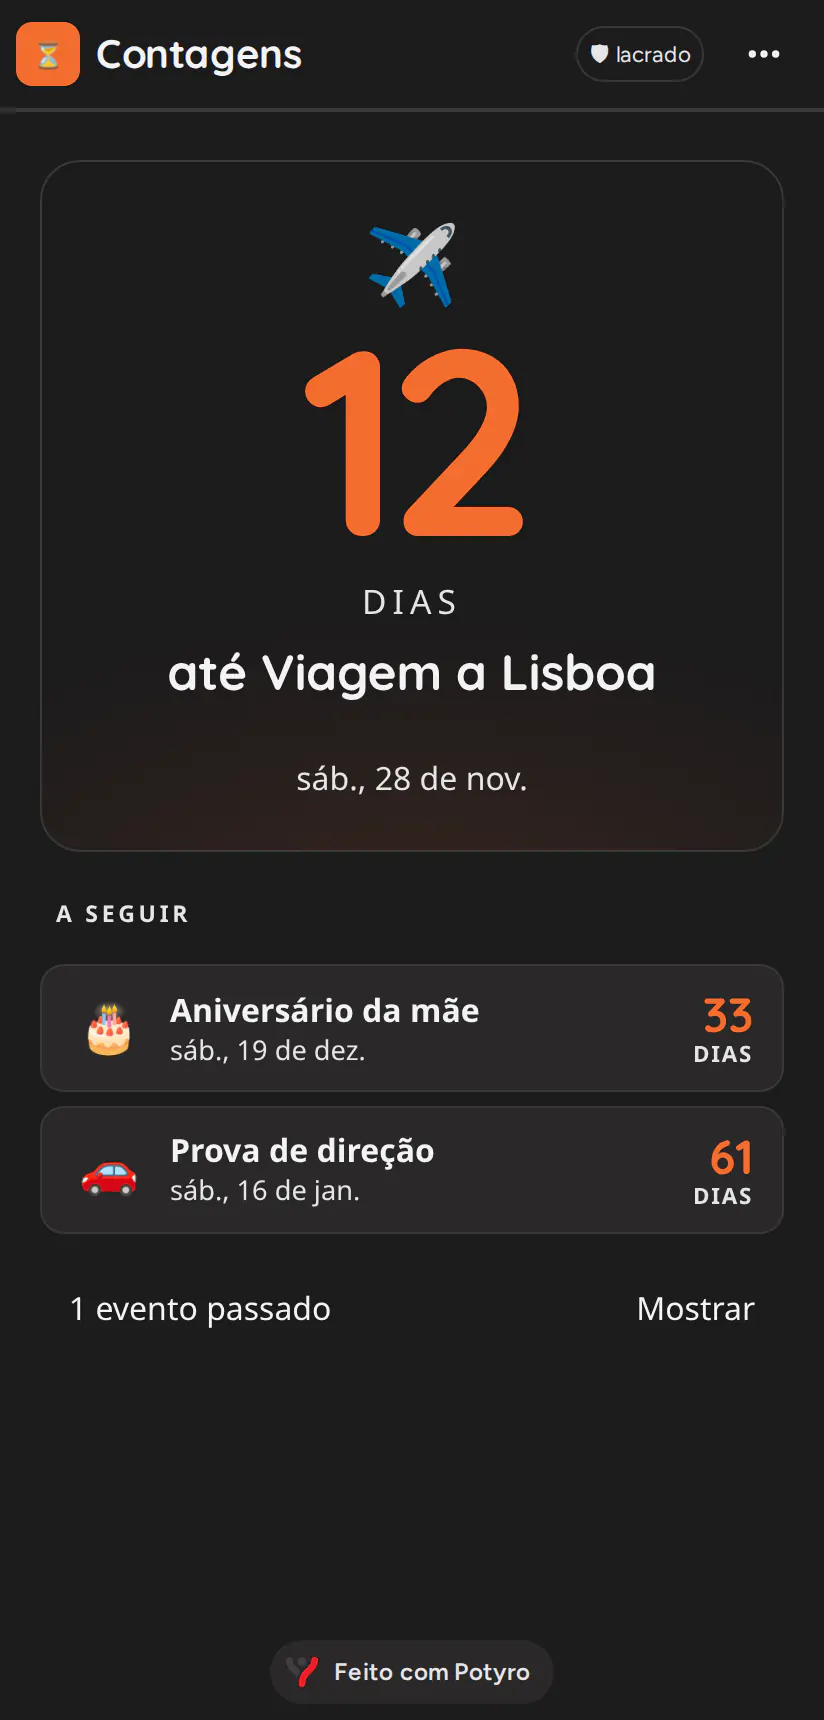 Contagens
lacrado
12
DIAS
até Viagem a Lisboa
sáb., 28 de nov.
A SEGUIR
Aniversário da mãe
sáb., 19 de dez.
33
DIAS
Prova de direção
sáb., 16 de jan.
61
DIAS
1 evento passado
Mostrar
Feito com Potyro